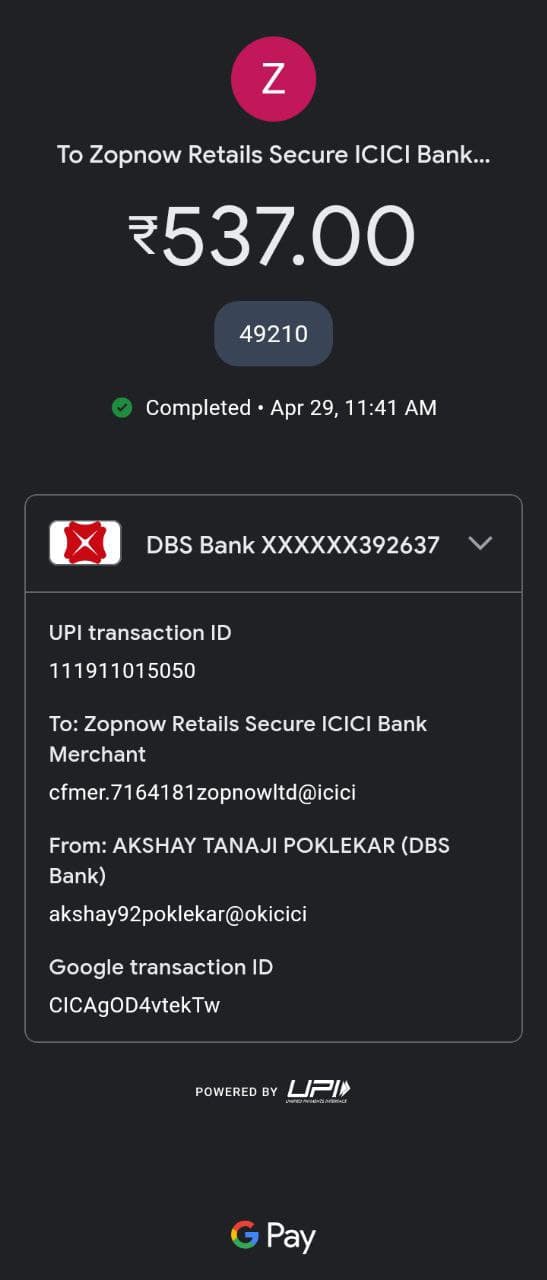 Z
To Zopnow Retails Secure ICICI Bank...
₹537.00
49210
Completed • Apr 29, 11:41 AM
DBS Bank XXXXXX392637
UPI transaction ID
111911015050
To: Zopnow Retails Secure ICICI Bank
Merchant
cfmer.7164181zopnowltd@icici
From: AKSHAY TANAJI POKLEKAR (DBS
Bank)
akshay92poklekar@okicici
Google transaction ID
CICAgOD4vtekTw
POWERED BY UPI
UNIFIED PAYMENTS INTERFACE
G Pay